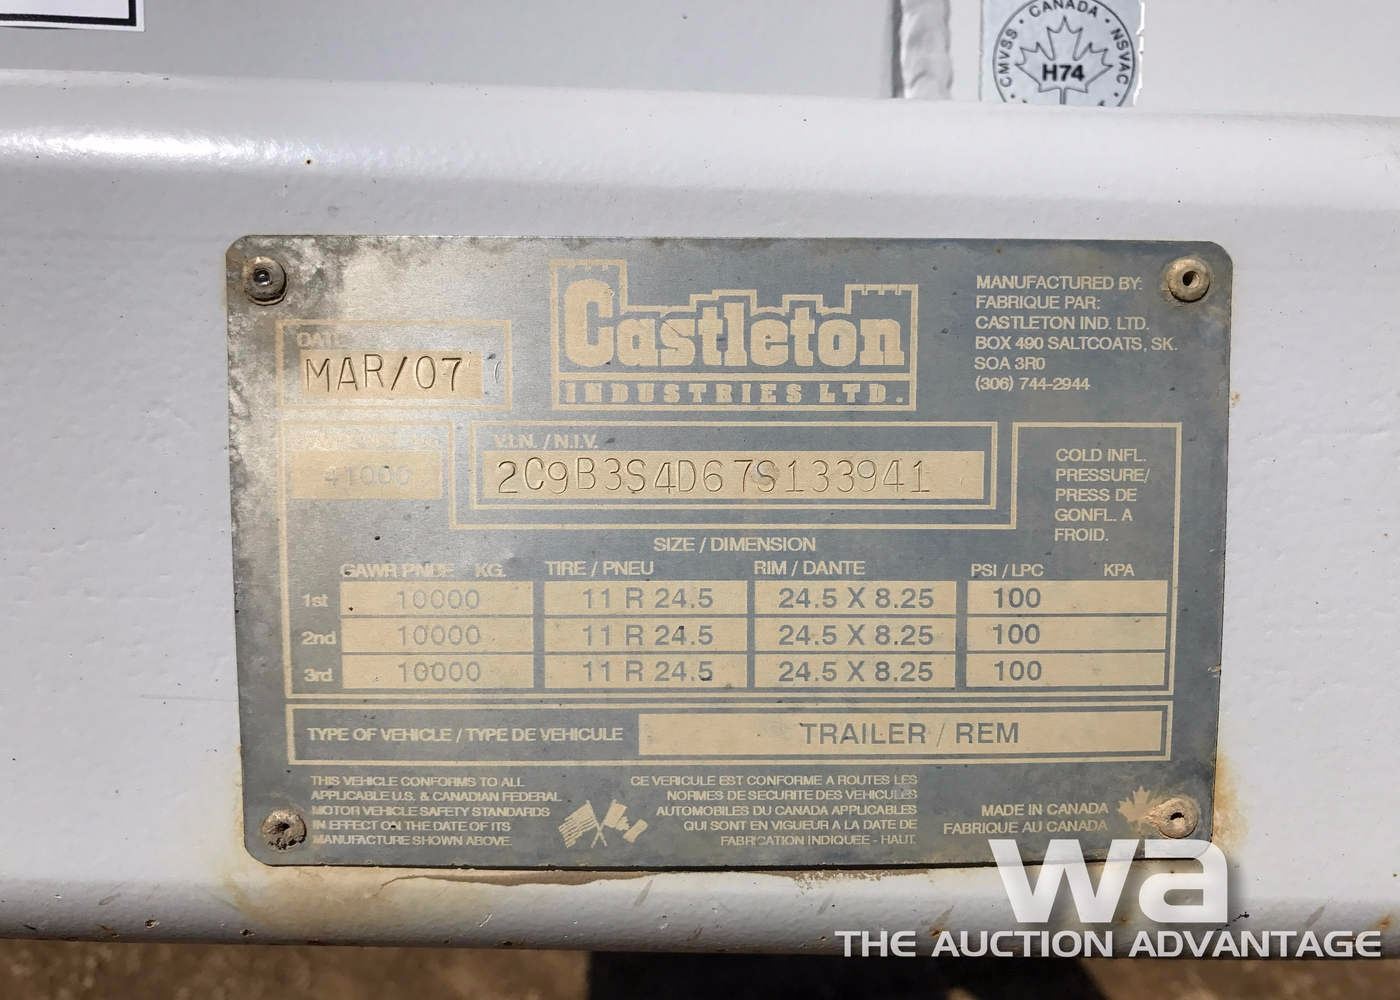 CMVSS · CANADA · NSVAC
H74
DATE
MAR/07
Castleton
INDUSTRIES LTD.
MANUFACTURED BY:
FABRIQUE PAR:
CASTLETON IND. LTD.
BOX 490 SALTCOATS, SK.
SOA 3R0
(306) 744-2944
41000
V.I.N. / N.I.V.
2C9B3S4D67S133941
COLD INFL.
PRESSURE/
PRESS DE
GONFL. A
FROID.
SIZE / DIMENSION
GAWR PNDF KG. TIRE / PNEU RIM / DANTE PSI / LPC KPA
1st 10000 11 R 24.5 24.5 X 8.25 100
2nd 10000 11 R 24.5 24.5 X 8.25 100
3rd 10000 11 R 24.5 24.5 X 8.25 100
TYPE OF VEHICLE / TYPE DE VEHICULE TRAILER / REM
THIS VEHICLE CONFORMS TO ALL
APPLICABLE U.S. & CANADIAN FEDERAL
MOTOR VEHICLE SAFETY STANDARDS
IN EFFECT ON THE DATE OF ITS
MANUFACTURE SHOWN ABOVE.
CE VERICULE EST CONFORME A ROUTES LES
NORMES DE SECURITE DES VEHICULES
AUTOMOBILES DU CANADA APPLICABLES
QUI SONT EN VIGUEUR A LA DATE DE
FABRICATION INDIQUEE - HAUT.
MADE IN CANADA
FABRIQUE AU CANADA
wa
THE AUCTION ADVANTAGE